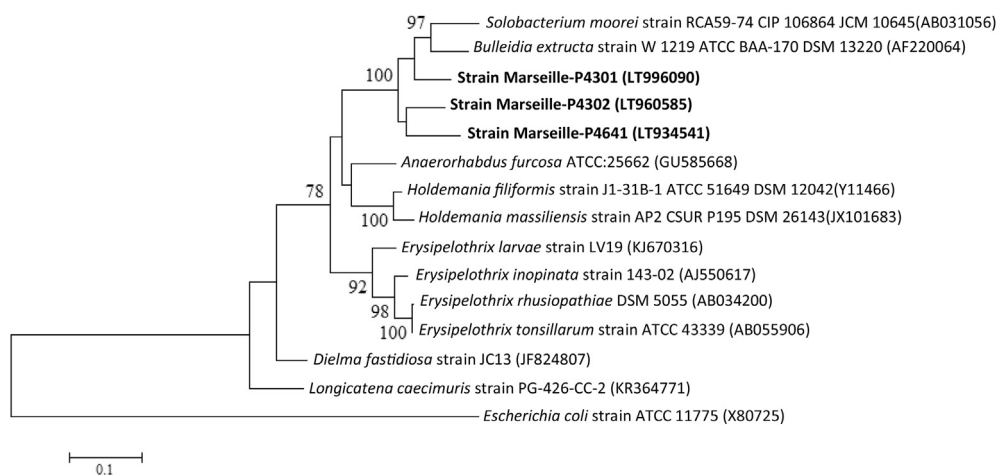 97
Solobacterium moorei strain RCA59-74 CIP 106864 JCM 10645(AB031056)
Bulleidia extructa strain W 1219 ATCC BAA-170 DSM 13220 (AF220064)
100
Strain Marseille-P4301 (LT996090)
Strain Marseille-P4302 (LT960585)
Strain Marseille-P4641 (LT934541)
Anaerorhabdus furcosa ATCC:25662 (GU585668)
78
Holdemania filiformis strain J1-31B-1 ATCC 51649 DSM 12042(Y11466)
100
Holdemania massiliensis strain AP2 CSUR P195 DSM 26143(JX101683)
Erysipelothrix larvae strain LV19 (KJ670316)
92
Erysipelothrix inopinata strain 143-02 (AJ550617)
98
Erysipelothrix rhusiopathiae DSM 5055 (AB034200)
100
Erysipelothrix tonsillarum strain ATCC 43339 (AB055906)
Dielma fastidiosa strain JC13 (JF824807)
Longicatena caecimuris strain PG-426-CC-2 (KR364771)
Escherichia coli strain ATCC 11775 (X80725)
0.1